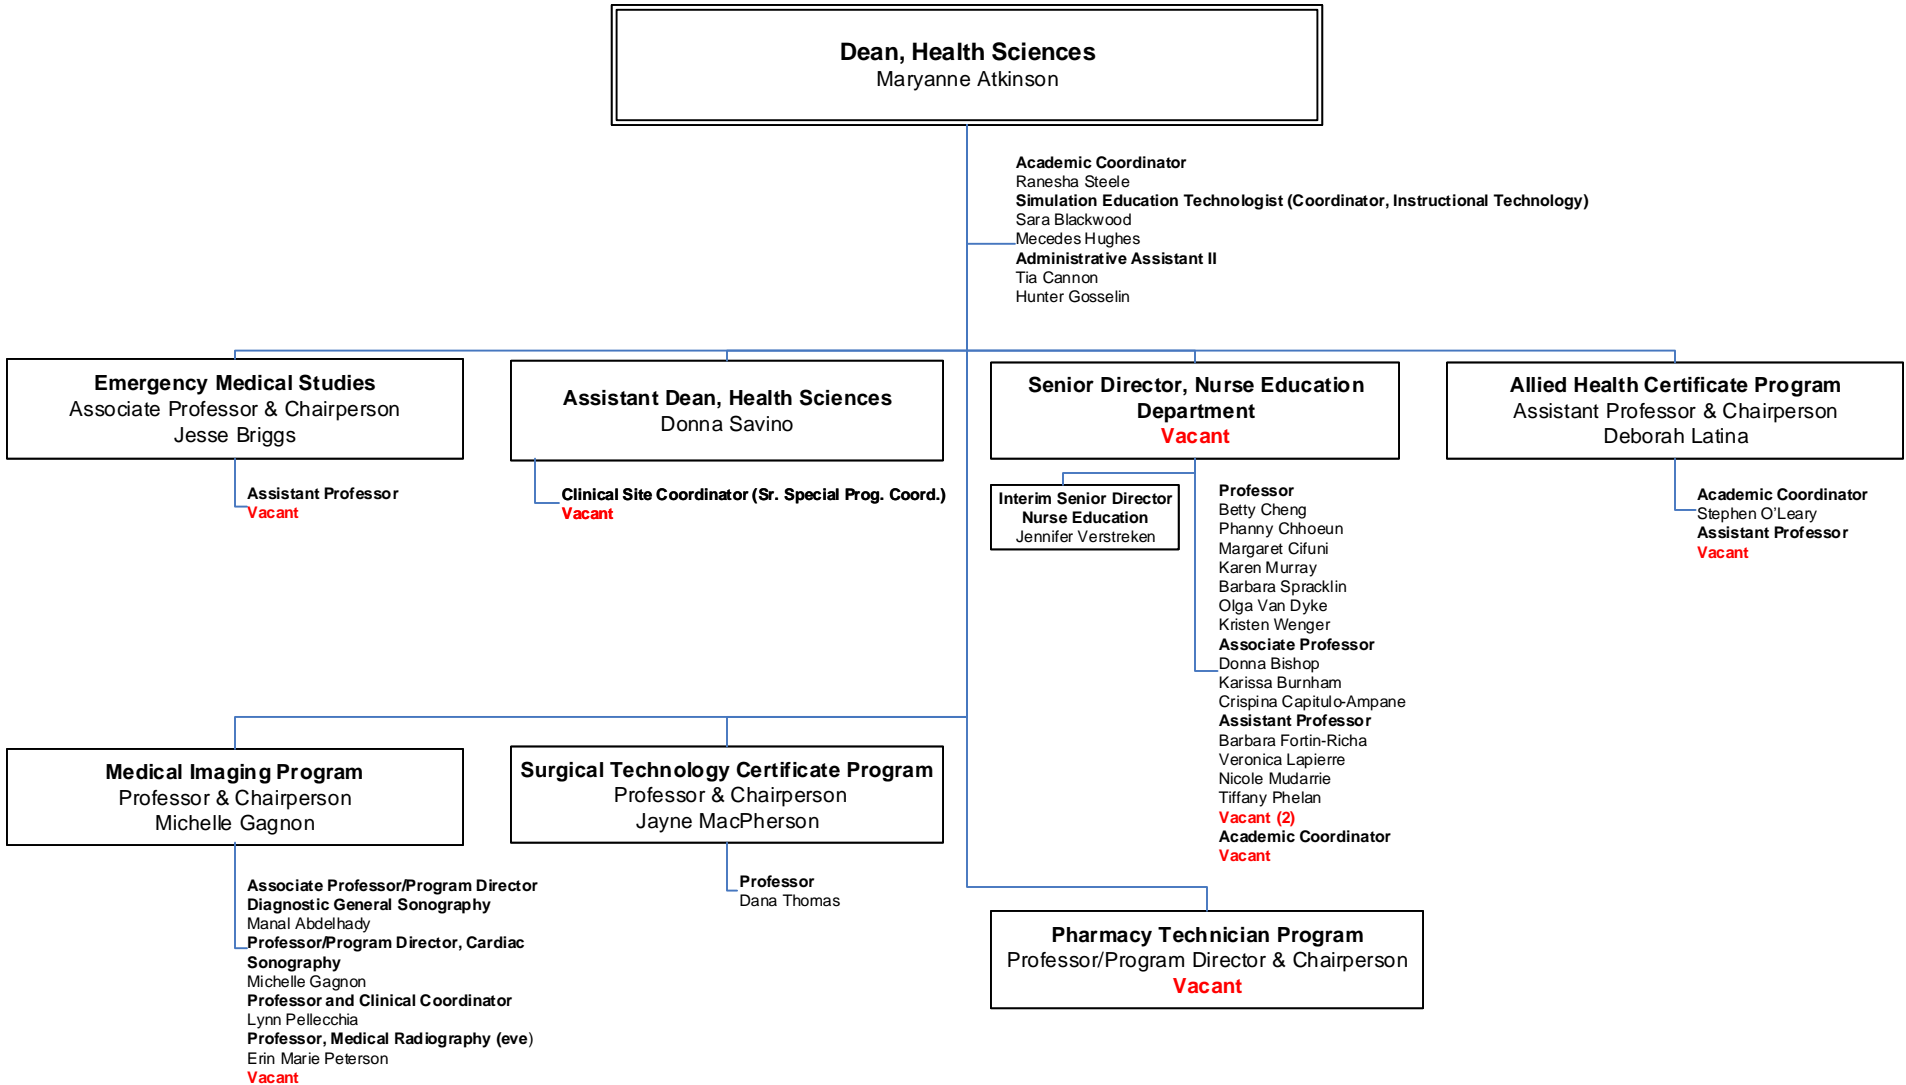 Dean, Health Sciences
Maryanne Atkinson
Academic Coordinator
Ranesha Steele
Simulation Education Technologist (Coordinator, Instructional Technology)
Sara Blackwood
Mecedes Hughes
Administrative Assistant II
Tia Cannon
Hunter Gosselin
Emergency Medical Studies
Associate Professor & Chairperson
Jesse Briggs
Assistant Professor
Vacant
Assistant Dean, Health Sciences
Donna Savino
Clinical Site Coordinator (Sr. Special Prog. Coord.)
Vacant
Senior Director, Nurse Education
Department
Vacant
Interim Senior Director
Nurse Education
Jennifer Verstreken
Professor
Betty Cheng
Phanny Chhoeun
Margaret Cifuni
Karen Murray
Barbara Spracklin
Olga Van Dyke
Kristen Wenger
Associate Professor
Donna Bishop
Karissa Burnham
Crispina Capitulo-Ampane
Assistant Professor
Barbara Fortin-Richa
Veronica Lapierre
Nicole Mudarrie
Tiffany Phelan
Vacant (2)
Academic Coordinator
Vacant
Allied Health Certificate Program
Assistant Professor & Chairperson
Deborah Latina
Academic Coordinator
Stephen O’Leary
Assistant Professor
Vacant
Medical Imaging Program
Professor & Chairperson
Michelle Gagnon
Associate Professor/Program Director
Diagnostic General Sonography
Manal Abdelhady
Professor/Program Director, Cardiac
Sonography
Michelle Gagnon
Professor and Clinical Coordinator
Lynn Pellecchia
Professor, Medical Radiography (eve)
Erin Marie Peterson
Vacant
Surgical Technology Certificate Program
Professor & Chairperson
Jayne MacPherson
Professor
Dana Thomas
Pharmacy Technician Program
Professor/Program Director & Chairperson
Vacant